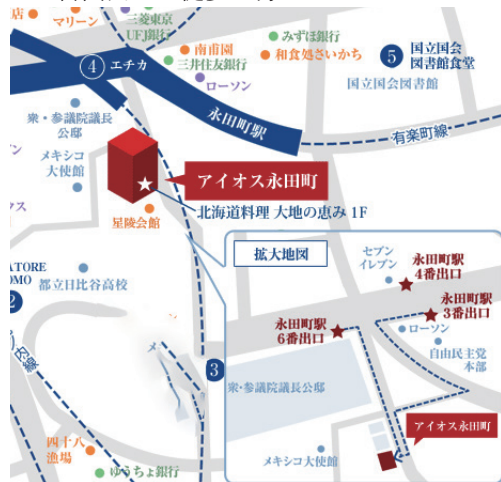 店
マリーン
三菱東京
UFJ銀行
みずほ銀行
南甫園
三井住友銀行
和食処さいかち
ローソン
④ エチカ
5
国立国会
図書館食堂
国立国会図書館
永田町駅
有楽町線
衆・参議院議長
公邸
メキシコ
大使館
アイオス永田町
北海道料理 大地の恵み 1F
星陵会館
クス
ATORE
OMO
2
都立日比谷高校
内線
3
四十八
漁場
ゆうちょ銀行
拡大地図
セブン
イレブン
永田町駅
4番出口
永田町駅
3番出口
永田町駅
6番出口
ローソン
自由民主党
本部
衆・参議院議長公邸
アイオス永田町
メキシコ大使館